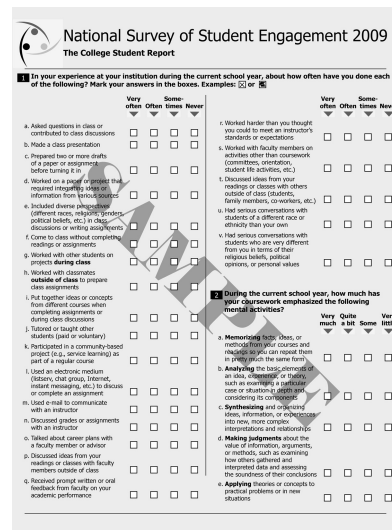 National Survey of Student Engagement 2009
The College Student Report
1 In your experience at your institution during the current school year, about how often have you done each
of the following? Mark your answers in the boxes. Examples: ☒ or
Very often Often Some-times Never
a. Asked questions in class or
contributed to class discussions
b. Made a class presentation
c. Prepared two or more drafts
of a paper or assignment
before turning it in
d. Worked on a paper or project that
required integrating ideas or
information from various sources
e. Included diverse perspectives
(different races, religions, genders,
political beliefs, etc.) in class
discussions or writing assignments
f. Come to class without completing
readings or assignments
g. Worked with other students on
projects during class
h. Worked with classmates
outside of class to prepare
class assignments
i. Put together ideas or concepts
from different courses when
completing assignments or
during class discussions
j. Tutored or taught other
students (paid or voluntary)
k. Participated in a community-based
project (e.g., service learning) as
part of a regular course
l. Used an electronic medium
(listserv, chat group, Internet,
instant messaging, etc.) to discuss
or complete an assignment
m. Used e-mail to communicate
with an instructor
n. Discussed grades or assignments
with an instructor
o. Talked about career plans with
a faculty member or advisor
p. Discussed ideas from your
readings or classes with faculty
members outside of class
q. Received prompt written or oral
feedback from faculty on your
academic performance
Very often Often Some-times Nev
r. Worked harder than you thought
you could to meet an instructor's
standards or expectations
s. Worked with faculty members on
activities other than coursework
(committees, orientation,
student life activities, etc.)
t. Discussed ideas from your
readings or classes with others
outside of class (students,
family members, co-workers, etc.)
u. Had serious conversations with
students of a different race or
ethnicity than your own
v. Had serious conversations with
students who are very different
from you in terms of their
religious beliefs, political
opinions, or personal values
2 During the current school year, how much has
your coursework emphasized the following
mental activities?
Very much Quite a bit Some Ver little
a. Memorizing facts, ideas, or
methods from your courses and
readings so you can repeat them
in pretty much the same form
b. Analyzing the basic elements of
an idea, experience, or theory,
such as examining a particular
case or situation in depth and
considering its components
c. Synthesizing and organizing
ideas, information, or experiences
into new, more complex
interpretations and relationships
d. Making judgments about the
value of information, arguments,
or methods, such as examining
how others gathered and
interpreted data and assessing
the soundness of their conclusions
e. Applying theories or concepts to
practical problems or in new
situations
SAMPLE